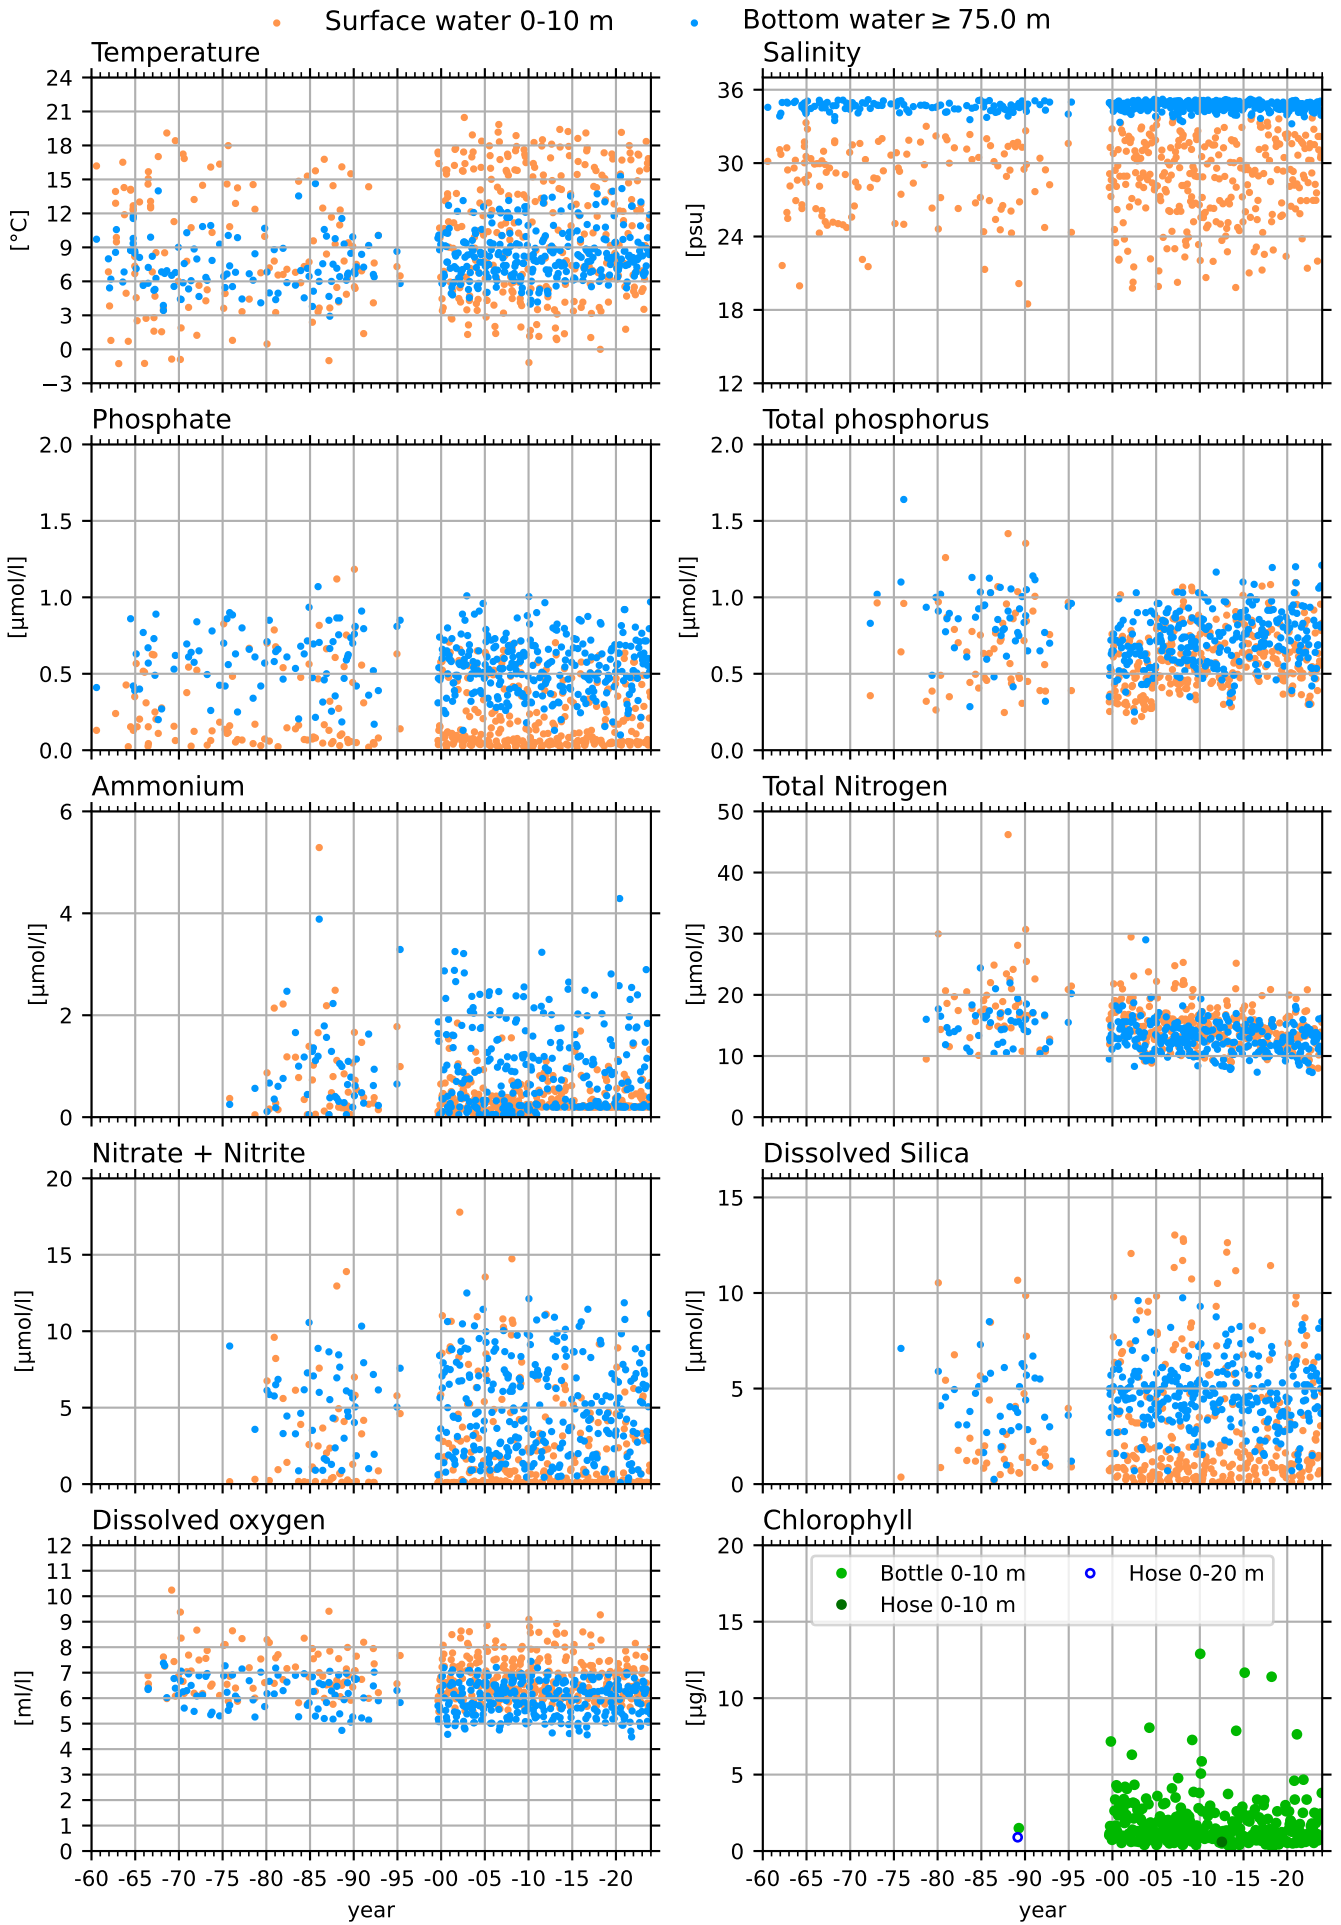 Surface water 0-10 m
Bottom water ≥ 75.0 m
Temperature
24
21
18
15
12
9
6
3
0
−3
[°C]
Salinity
36
30
24
18
12
[psu]
Phosphate
2.0
1.5
1.0
0.5
0.0
[μmol/l]
Total phosphorus
2.0
1.5
1.0
0.5
0.0
[μmol/l]
Ammonium
6
4
2
0
[μmol/l]
Total Nitrogen
50
40
30
20
10
0
[μmol/l]
Nitrate + Nitrite
20
15
10
5
0
[μmol/l]
Dissolved Silica
15
10
5
0
[μmol/l]
Dissolved oxygen
12
11
10
9
8
7
6
5
4
3
2
1
0
[ml/l]
-60 -65 -70 -75 -80 -85 -90 -95 -00 -05 -10 -15 -20
year
Chlorophyll
Bottle 0-10 m
Hose 0-20 m
Hose 0-10 m
20
15
10
5
0
[μg/l]
-60 -65 -70 -75 -80 -85 -90 -95 -00 -05 -10 -15 -20
year